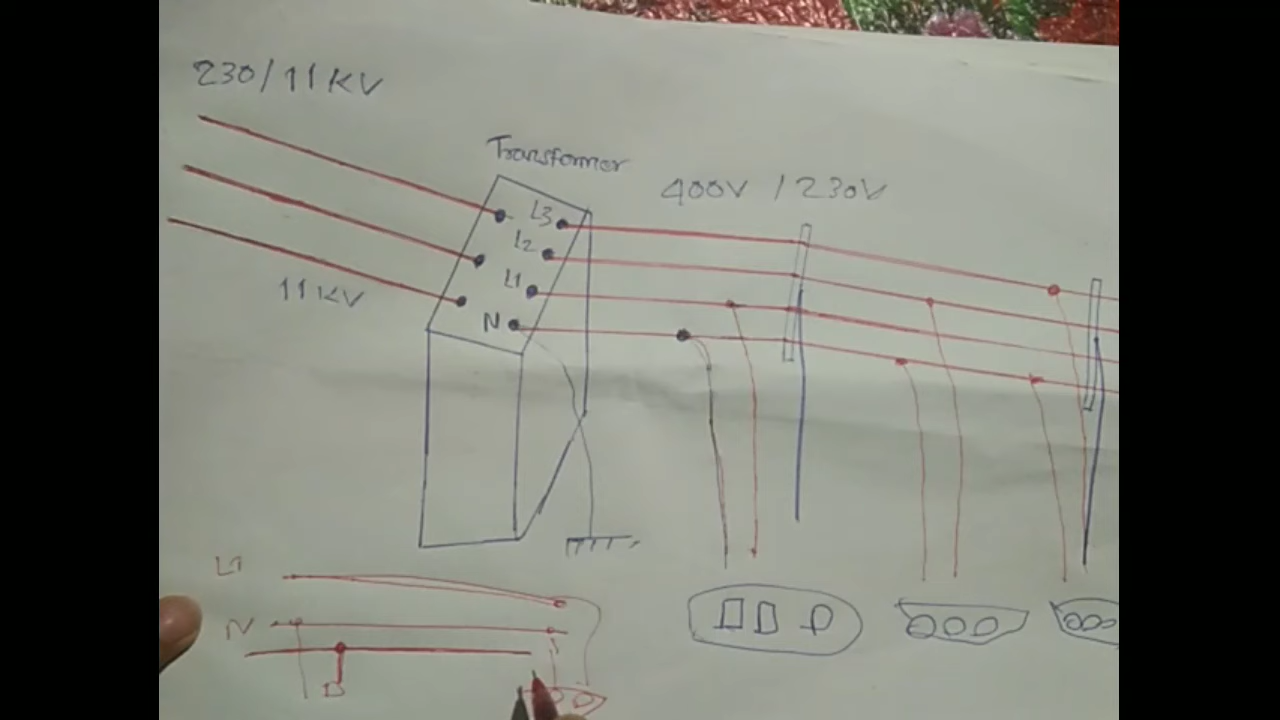 230/11KV
Transformer
400V /230V
L3
L2
L1
11KV
N
L1
N